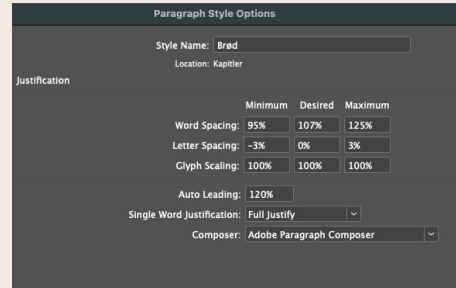 Paragraph Style Options
Style Name: Brød
Location: Kapitler
Justification
Minimum Desired Maximum
Word Spacing: 95% 107% 125%
Letter Spacing: -3% 0% 3%
Glyph Scaling: 100% 100% 100%
Auto Leading: 120%
Single Word Justification: Full Justify
Composer: Adobe Paragraph Composer